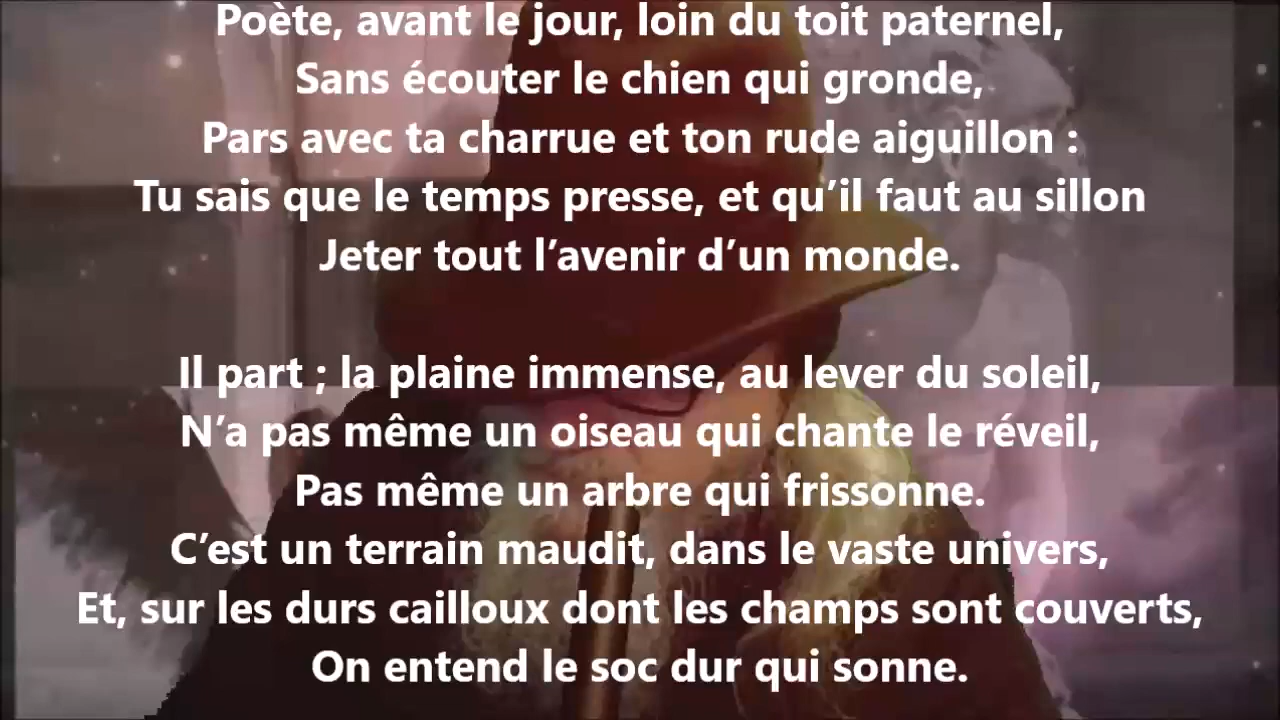 Poète, avant le jour, loin du toit paternel,
Sans écouter le chien qui gronde,
Pars avec ta charrue et ton rude aiguillon :
Tu sais que le temps presse, et qu’il faut au sillon
Jeter tout l’avenir d’un monde.
Il part ; la plaine immense, au lever du soleil,
N’a pas même un oiseau qui chante le réveil,
Pas même un arbre qui frissonne.
C’est un terrain maudit, dans le vaste univers,
Et, sur les durs cailloux dont les champs sont couverts,
On entend le soc dur qui sonne.